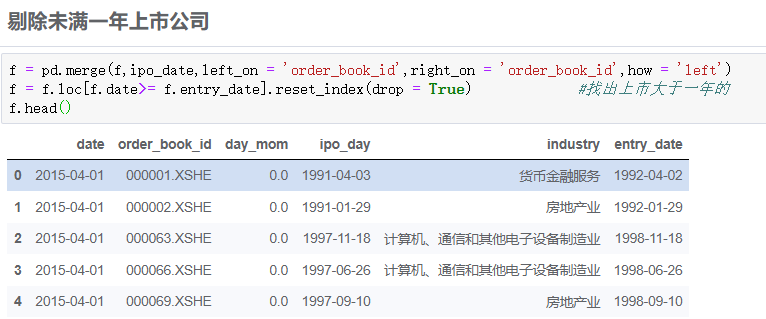 剔除未满一年上市公司
f = pd.merge(f,ipo_date,left_on = 'order_book_id',right_on = 'order_book_id',how = 'left')
f = f.loc[f.date>= f.entry_date].reset_index(drop = True) #找出上市大于一年的
f.head()
date order_book_id day_mom ipo_day industry entry_date
0 2015-04-01 000001.XSHE 0.0 1991-04-03 货币金融服务 1992-04-02
1 2015-04-01 000002.XSHE 0.0 1991-01-29 房地产业 1992-01-29
2 2015-04-01 000063.XSHE 0.0 1997-11-18 计算机、通信和其他电子设备制造业 1998-11-18
3 2015-04-01 000066.XSHE 0.0 1997-06-26 计算机、通信和其他电子设备制造业 1998-06-26
4 2015-04-01 000069.XSHE 0.0 1997-09-10 房地产业 1998-09-10